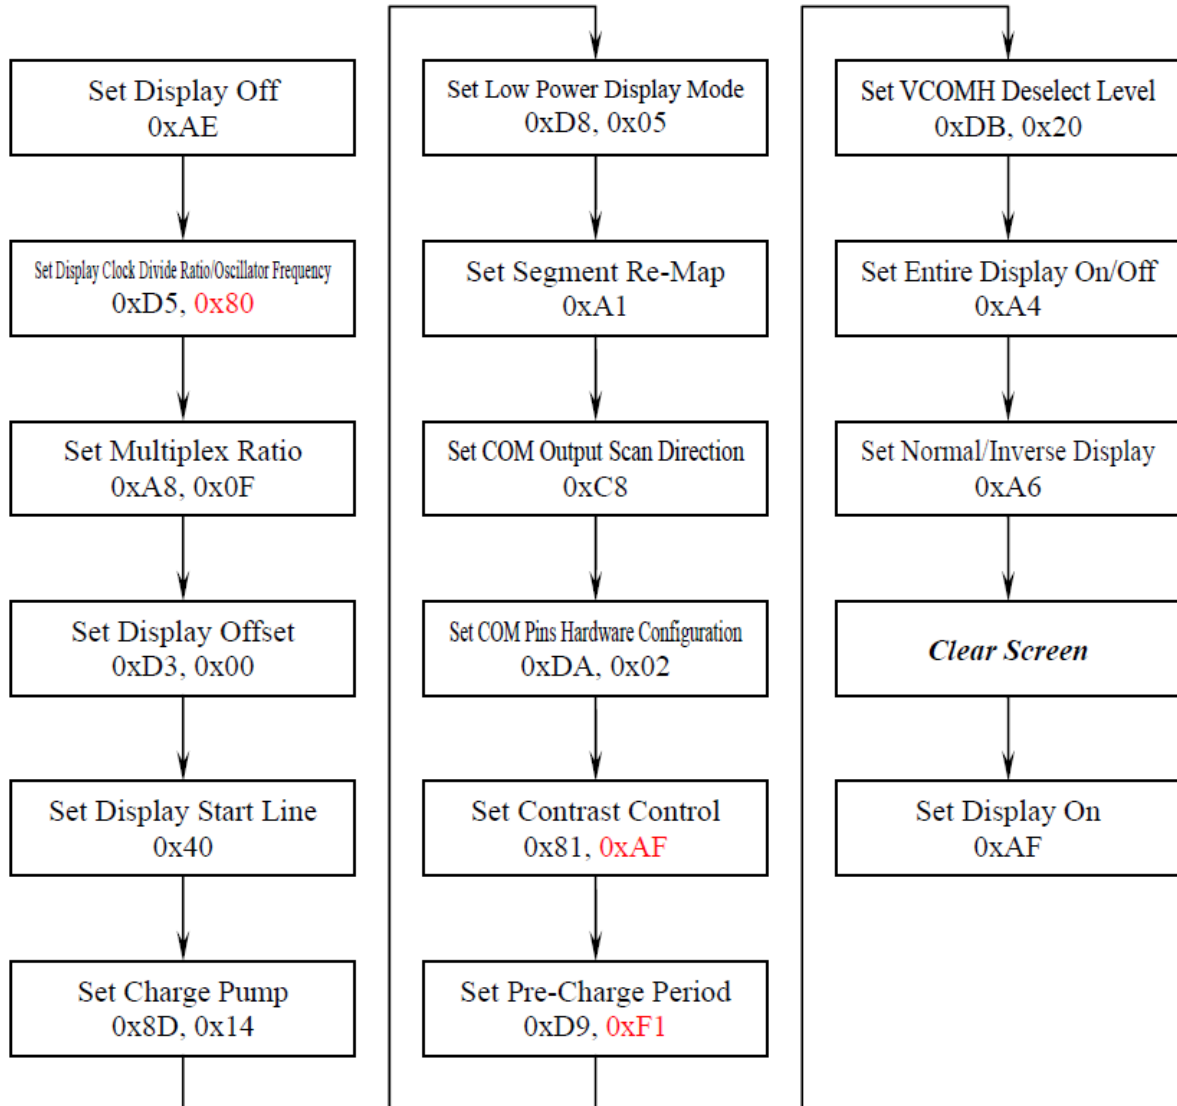 Set Display Off
0xAE
Set Display Clock Divide Ratio/Oscillator Frequency
0xD5, 0x80
Set Multiplex Ratio
0xA8, 0x0F
Set Display Offset
0xD3, 0x00
Set Display Start Line
0x40
Set Charge Pump
0x8D, 0x14
Set Low Power Display Mode
0xD8, 0x05
Set Segment Re-Map
0xA1
Set COM Output Scan Direction
0xC8
Set COM Pins Hardware Configuration
0xDA, 0x02
Set Contrast Control
0x81, 0xAF
Set Pre-Charge Period
0xD9, 0xF1
Set VCOMH Deselect Level
0xDB, 0x20
Set Entire Display On/Off
0xA4
Set Normal/Inverse Display
0xA6
Clear Screen
Set Display On
0xAF